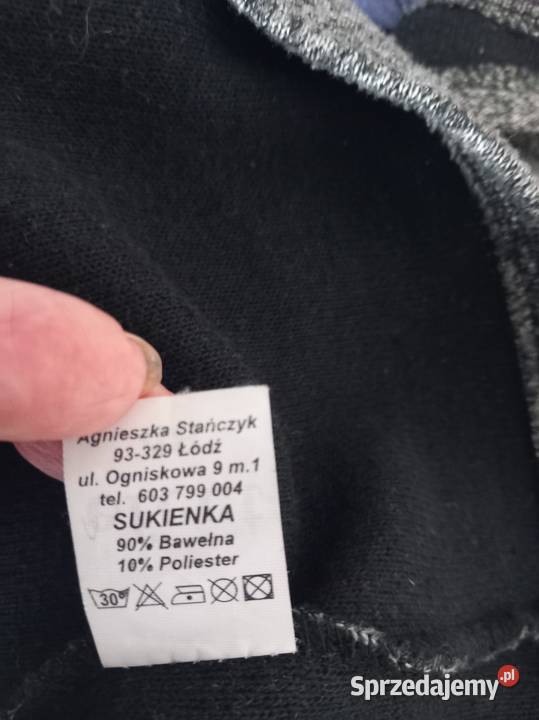 Agnieszka Stańczyk
93-329 Łódź
ul. Ogniskowa 9 m.1
tel. 603 799 004
SUKIENKA
90% Bawełna
10% Poliester
30°
Sprzedajemy.pl